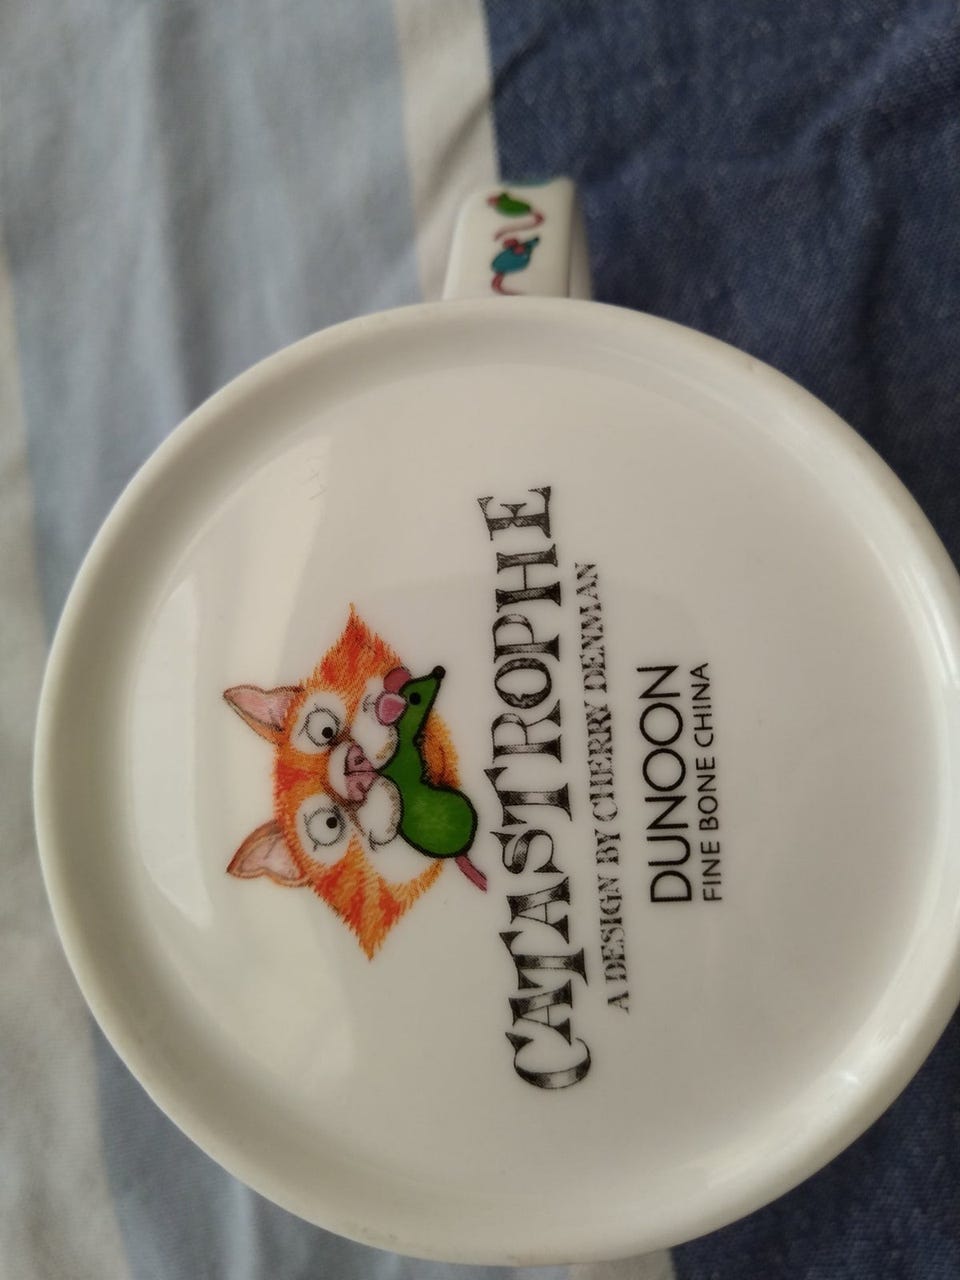 CATASTROPHE
A DESIGN BY CHERRY DENMAN
DUNOON
FINE BONE CHINA